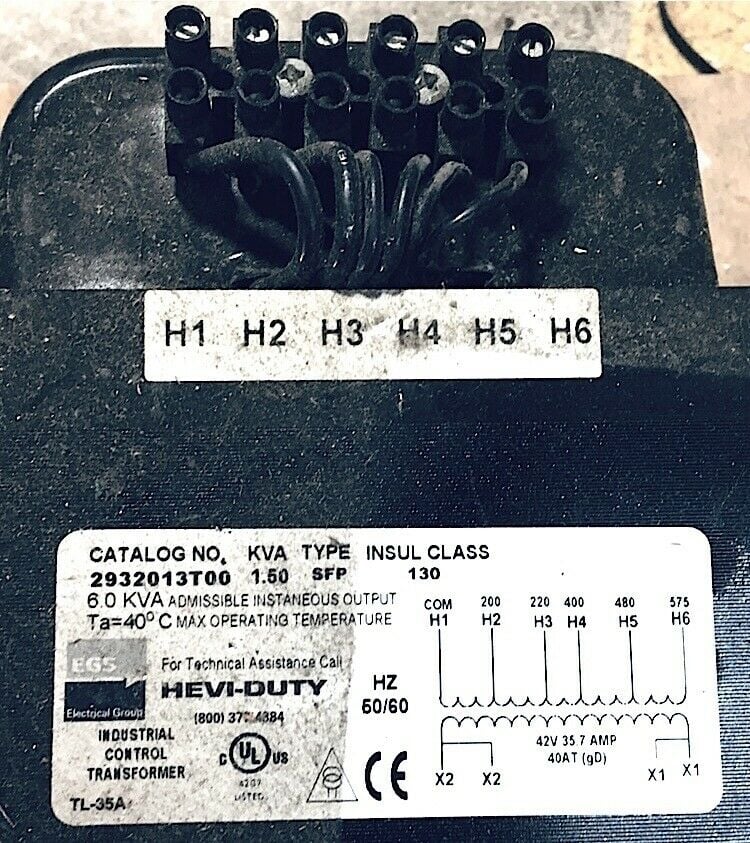 H1 H2 H3 H4 H5 H6
CATALOG NO. KVA TYPE INSUL CLASS
2932013T00 1.50 SFP 130
6.0 KVA ADMISSIBLE INSTANEOUS OUTPUT
Ta=40°C MAX OPERATING TEMPERATURE
COM 200 220 400 480 575
H1 H2 H3 H4 H5 H6
EGS
Electrical Group
For Technical Assistance Call
HEVI-DUTY
(800)
INDUSTRIAL
CONTROL
TRANSFORMER
TL-35A
C UL US
LISTED
CE
HZ
50/60
42V 35.7 AMP
40AT (gD)
X2 X2 X1 X1